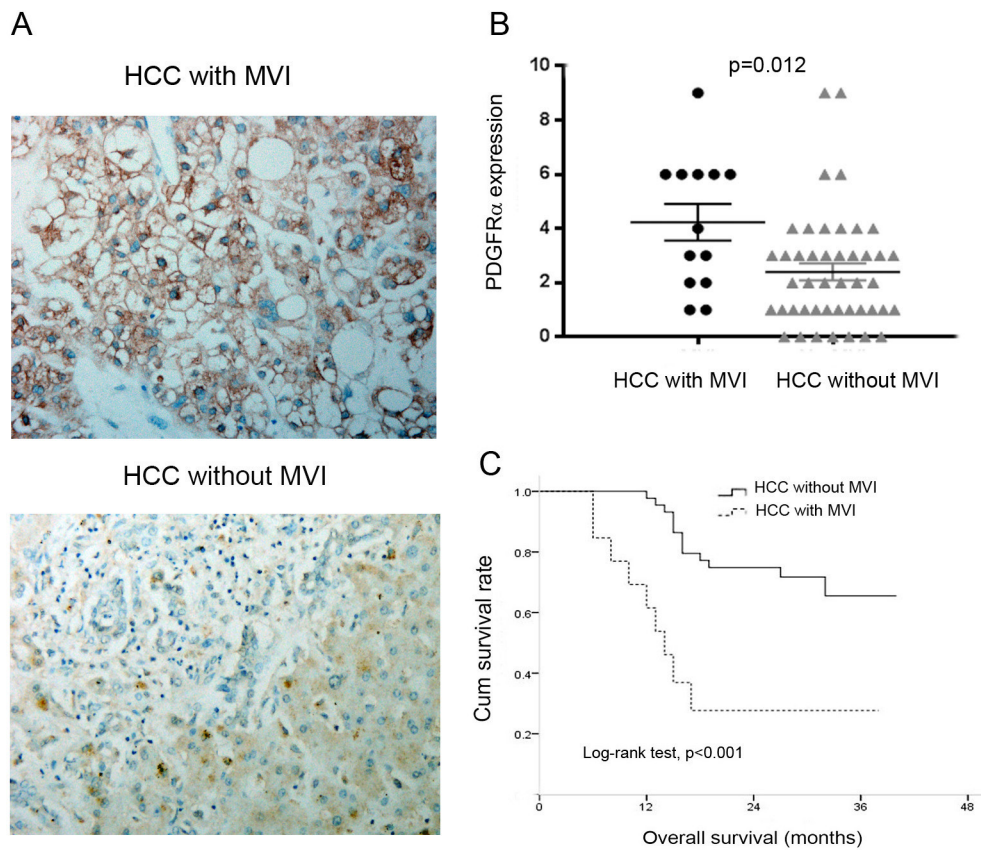 A
HCC with MVI
HCC without MVI
B
p=0.012
PDGFRα expression
10
8
6
4
2
0
HCC with MVI
HCC without MVI
C
HCC without MVI
HCC with MVI
Cum survival rate
1.0
0.8
0.6
0.4
0.2
Log-rank test, p<0.001
0
12
24
36
48
Overall survival (months)